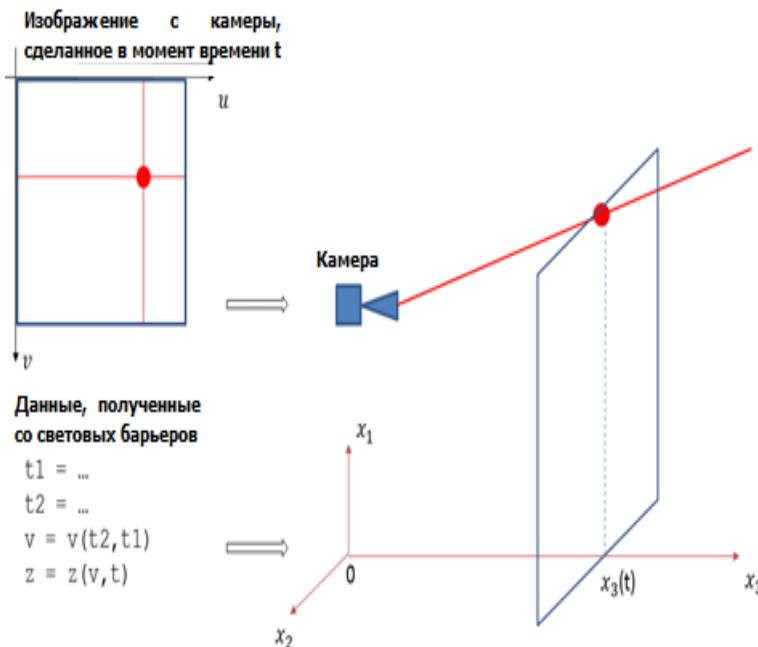 Изображение с камеры,
сделанное в момент времени t
u
v
Камера
Данные, полученные
со световых барьеров
t1 = …
t2 = …
v = v(t2,t1)
z = z(v,t)
x₁
0
x₃(t)
x₃
x₂